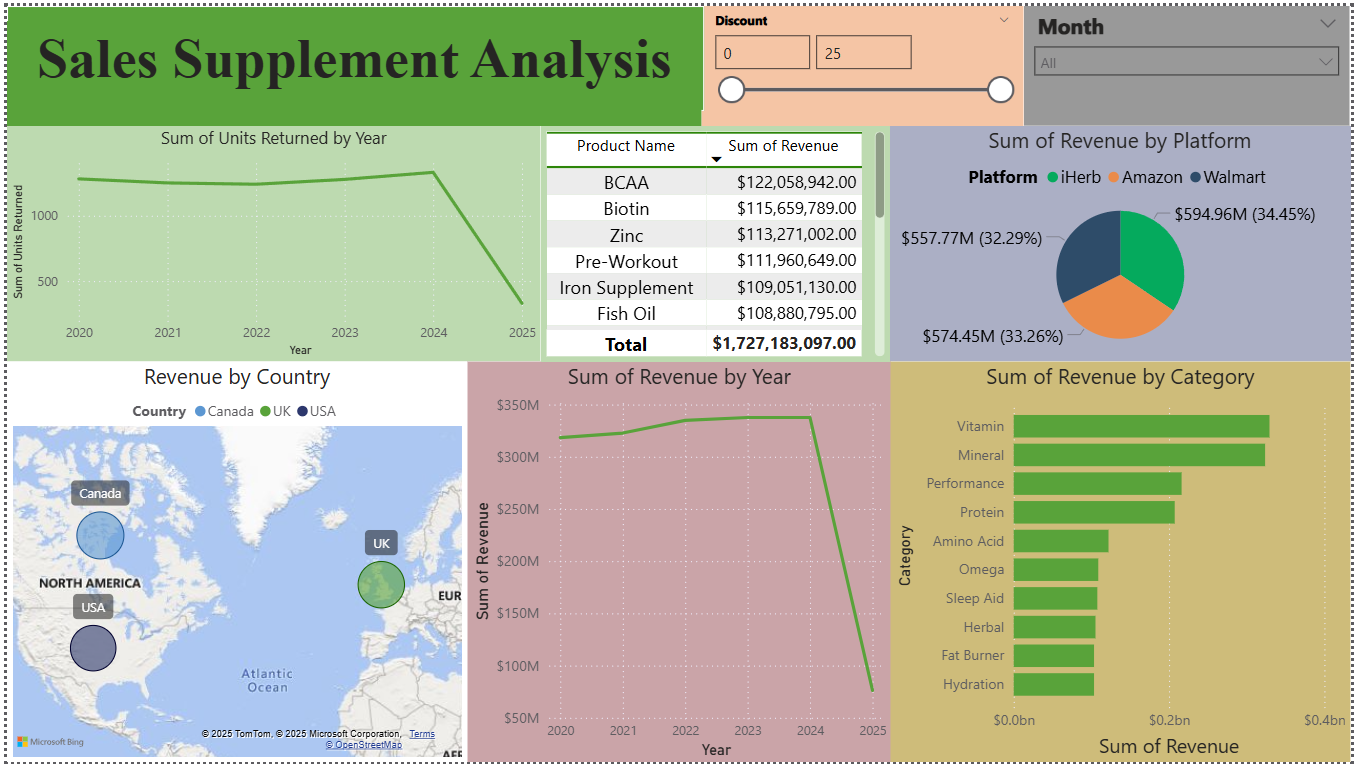 Sales Supplement Analysis
Discount
0
25
Month
All
Sum of Units Returned by Year
Sum of Units Returned
1000
500
2020 2021 2022 2023 2024 2025
Year
Product Name Sum of Revenue
BCAA $122,058,942.00
Biotin $115,659,789.00
Zinc $113,271,002.00
Pre-Workout $111,960,649.00
Iron Supplement $109,051,130.00
Fish Oil $108,880,795.00
Total $1,727,183,097.00
Sum of Revenue by Platform
Platform iHerb Amazon Walmart
$594.96M (34.45%)
$557.77M (32.29%)
$574.45M (33.26%)
Revenue by Country
Country Canada UK USA
Canada
UK
NORTH AMERICA
EUR
USA
Atlantic
Ocean
© 2025 TomTom, © 2025 Microsoft Corporation, Terms
© OpenStreetMap
Microsoft Bing
AFF
Sum of Revenue by Year
Sum of Revenue
$350M
$300M
$250M
$200M
$150M
$100M
$50M
2020 2021 2022 2023 2024 2025
Year
Sum of Revenue by Category
Category
Vitamin
Mineral
Performance
Protein
Amino Acid
Omega
Sleep Aid
Herbal
Fat Burner
Hydration
$0.0bn $0.2bn $0.4bn
Sum of Revenue